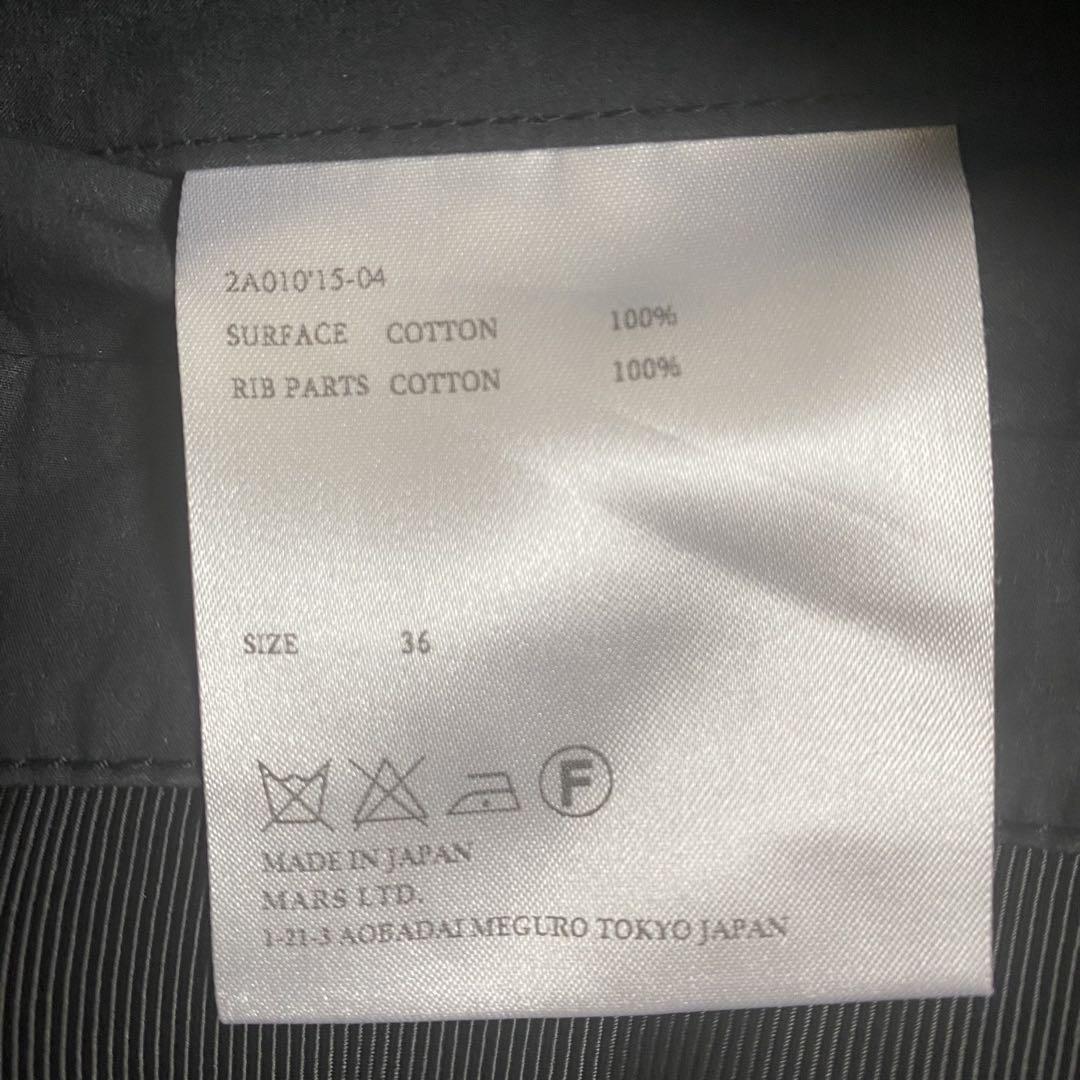 2A010'15-04
SURFACE COTTON 100%
RIB PARTS COTTON 100%
SIZE 36
F
MADE IN JAPAN
MARS LTD.
1-21-3 AOBADAI MEGURO TOKYO JAPAN